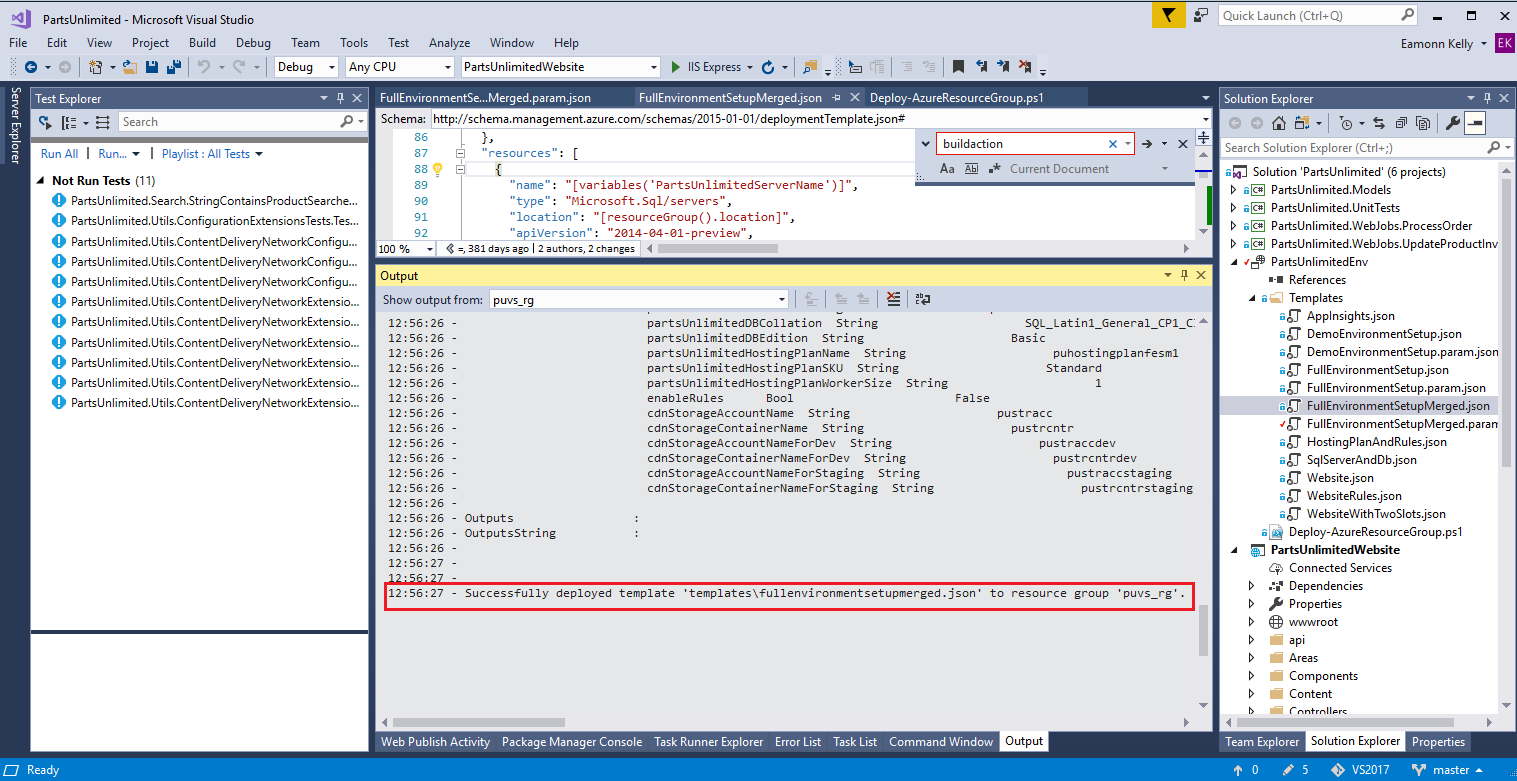 PartsUnlimited - Microsoft Visual Studio
Quick Launch (Ctrl+Q)
File Edit View Project Build Debug Team Tools Test Analyze Window Help
Eamonn Kelly EK
Debug Any CPU PartsUnlimitedWebsite IIS Express
Server Explorer
Test Explorer
Search
Run All | Run... | Playlist : All Tests
Not Run Tests (11)
PartsUnlimited.Search.StringContainsProductSearche...
PartsUnlimited.Utils.ConfigurationExtensionsTests.Tes...
PartsUnlimited.Utils.ContentDeliveryNetworkConfigu...
PartsUnlimited.Utils.ContentDeliveryNetworkConfigu...
PartsUnlimited.Utils.ContentDeliveryNetworkConfigu...
PartsUnlimited.Utils.ContentDeliveryNetworkExtensio...
PartsUnlimited.Utils.ContentDeliveryNetworkExtensio...
PartsUnlimited.Utils.ContentDeliveryNetworkExtensio...
PartsUnlimited.Utils.ContentDeliveryNetworkExtensio...
PartsUnlimited.Utils.ContentDeliveryNetworkExtensio...
PartsUnlimited.Utils.ContentDeliveryNetworkExtensio...
FullEnvironmentSe...Merged.param.json FullEnvironmentSetupMerged.json Deploy-AzureResourceGroup.ps1
Schema: http://schema.management.azure.com/schemas/2015-01-01/deploymentTemplate.json#
86 },
87 "resources": [
88 {
89 "name": "[variables('PartsUnlimitedServerName')]",
90 "type": "Microsoft.Sql/servers",
91 "location": "[resourceGroup().location]",
92 "apiVersion": "2014-04-01-preview",
buildaction
Aa Ab Current Document
100 % =, 381 days ago | 2 authors, 2 changes
Output
Show output from: puvs_rg
12:56:26 - partsUnlimitedDBCollation String SQL_Latin1_General_CP1_C
12:56:26 - partsUnlimitedDBEdition String Basic
12:56:26 - partsUnlimitedHostingPlanName String puhostingplanfesm1
12:56:26 - partsUnlimitedHostingPlanSKU String Standard
12:56:26 - partsUnlimitedHostingPlanWorkerSize String 1
12:56:26 - enableRules Bool False
12:56:26 - cdnStorageAccountName String pustracc
12:56:26 - cdnStorageContainerName String pustrcntr
12:56:26 - cdnStorageAccountNameForDev String pustraccdev
12:56:26 - cdnStorageContainerNameForDev String pustrcntrdev
12:56:26 - cdnStorageAccountNameForStaging String pustraccstaging
12:56:26 - cdnStorageContainerNameForStaging String pustrcntrstaging
12:56:26 -
12:56:26 - Outputs :
12:56:26 - OutputsString :
12:56:26 -
12:56:27 -
12:56:27 -
12:56:27 - Successfully deployed template 'templates\fullenvironmentsetupmerged.json' to resource group 'puvs_rg'.
Web Publish Activity Package Manager Console Task Runner Explorer Error List Task List Command Window Output
Solution Explorer
Search Solution Explorer (Ctrl+;)
Solution 'PartsUnlimited' (6 projects)
C# PartsUnlimited.Models
C# PartsUnlimited.UnitTests
C# PartsUnlimited.WebJobs.ProcessOrder
C# PartsUnlimited.WebJobs.UpdateProductInv
PartsUnlimitedEnv
References
Templates
AppInsights.json
DemoEnvironmentSetup.json
DemoEnvironmentSetup.param.json
FullEnvironmentSetup.json
FullEnvironmentSetup.param.json
FullEnvironmentSetupMerged.json
FullEnvironmentSetupMerged.param
HostingPlanAndRules.json
SqlServerAndDb.json
Website.json
WebsiteRules.json
WebsiteWithTwoSlots.json
Deploy-AzureResourceGroup.ps1
PartsUnlimitedWebsite
Connected Services
Dependencies
Properties
wwwroot
api
Areas
Components
Content
Controllers
Team Explorer Solution Explorer Properties
Ready
0 5 VS2017 master